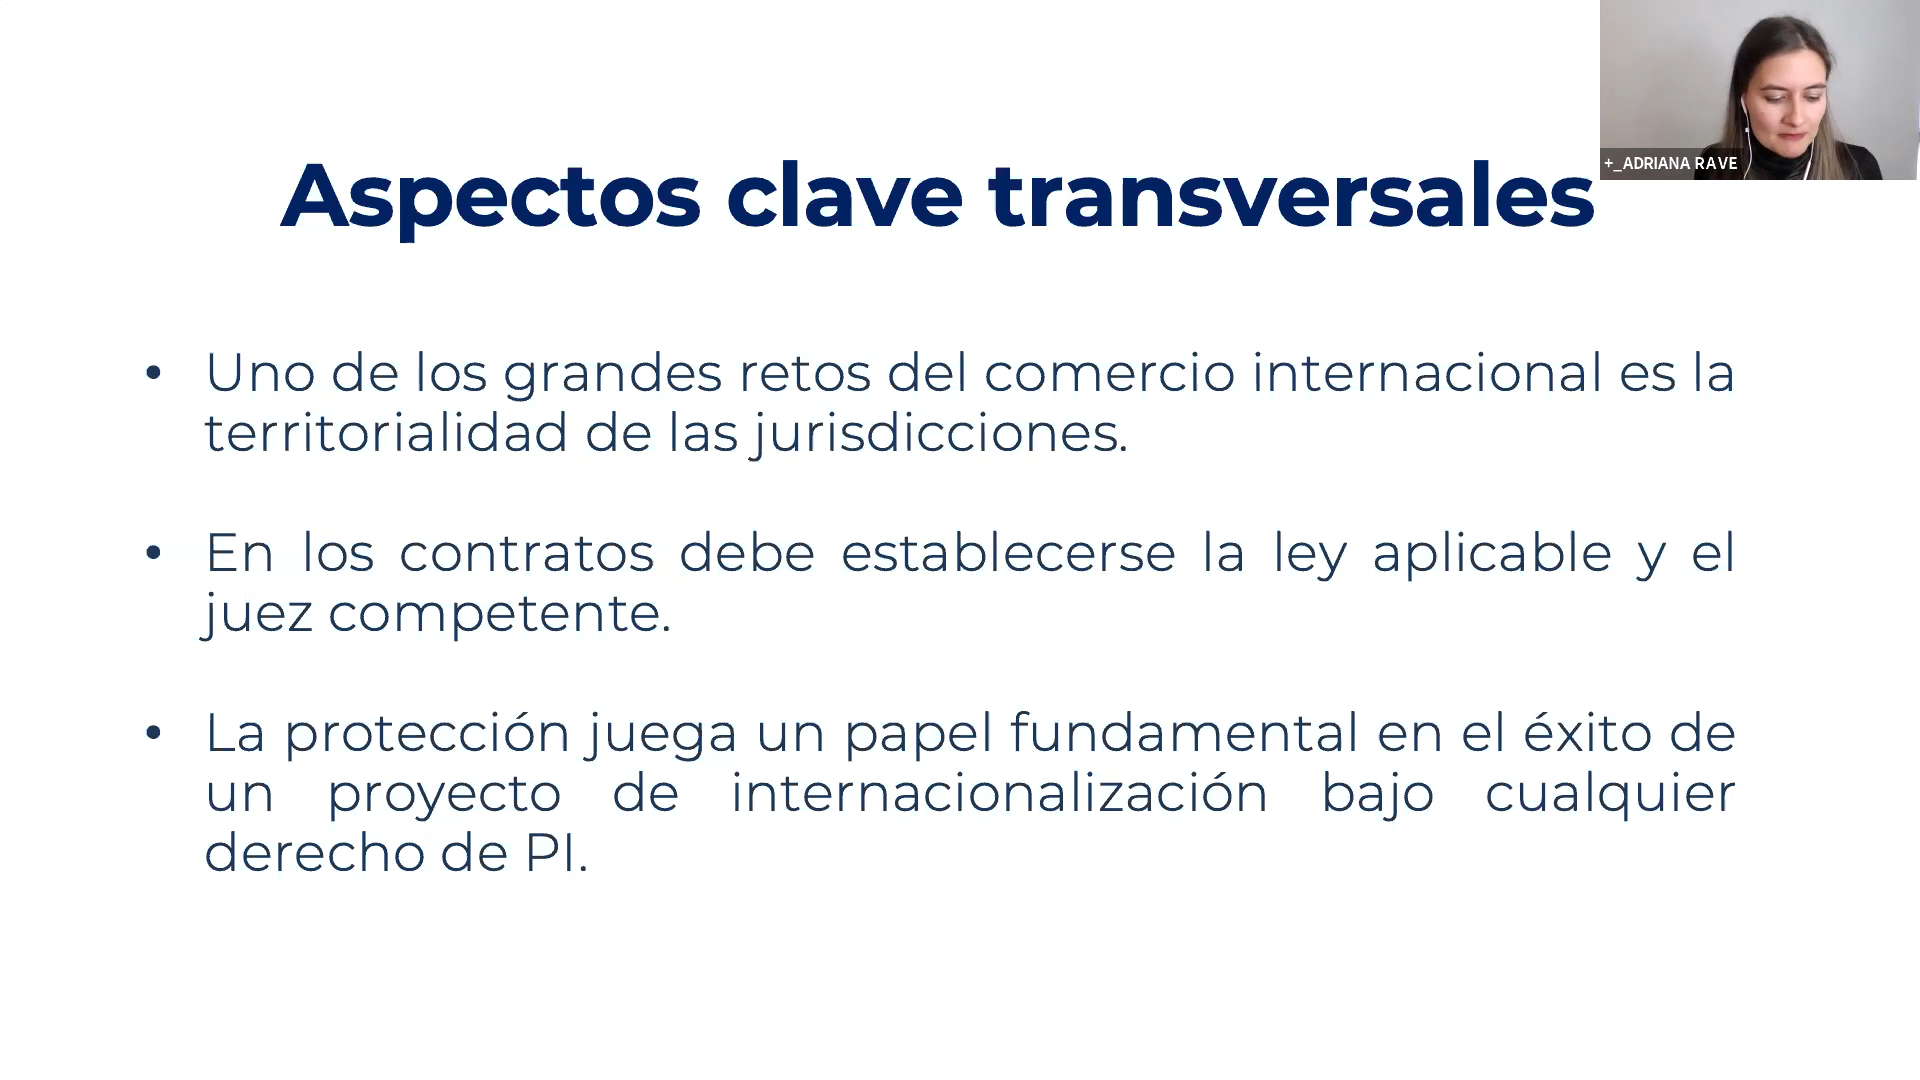 +_ADRIANA RAVE
Aspectos clave transversales
• Uno de los grandes retos del comercio internacional es la
territorialidad de las jurisdicciones.
• En los contratos debe establecerse la ley aplicable y el
juez competente.
• La protección juega un papel fundamental en el éxito de
un proyecto de internacionalización bajo cualquier
derecho de PI.